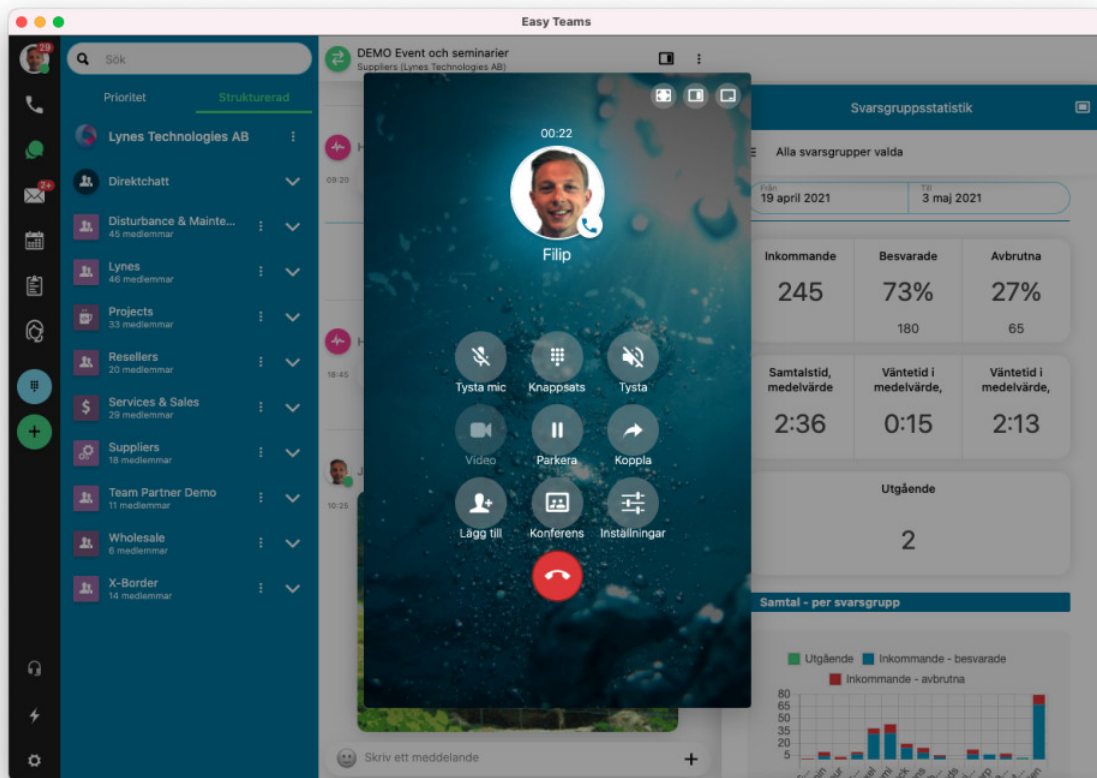 Easy Teams
29
Sök
Prioritet
Strukturerad
Lynes Technologies AB
Direktchatt
2+
Disturbance & Mainte...
45 medlemmar
Lynes
46 medlemmar
Projects
33 medlemmar
Resellers
20 medlemmar
Services & Sales
29 medlemmar
Suppliers
18 medlemmar
Team Partner Demo
11 medlemmar
Wholesale
6 medlemmar
X-Border
14 medlemmar
DEMO Event och seminarier
Suppliers (Lynes Technologies AB)
09:20
18:45
10:25
Skriv ett meddelande
00:22
Filip
Tysta mic
Knappsats
Tysta
Video
Parkera
Koppla
Lägg till
Konferens
Inställningar
Svarsgruppsstatistik
Alla svarsgrupper valda
Från
19 april 2021
Till
3 maj 2021
Inkommande
245
Besvarade
73%
180
Avbrutna
27%
65
Samtalstid,
medelvärde
2:36
Väntetid i
medelvärde,
0:15
Väntetid i
medelvärde,
2:13
Utgående
2
Samtal - per svarsgrupp
Utgående
Inkommande - besvarade
Inkommande - avbrutna
80
65
50
35
20
5